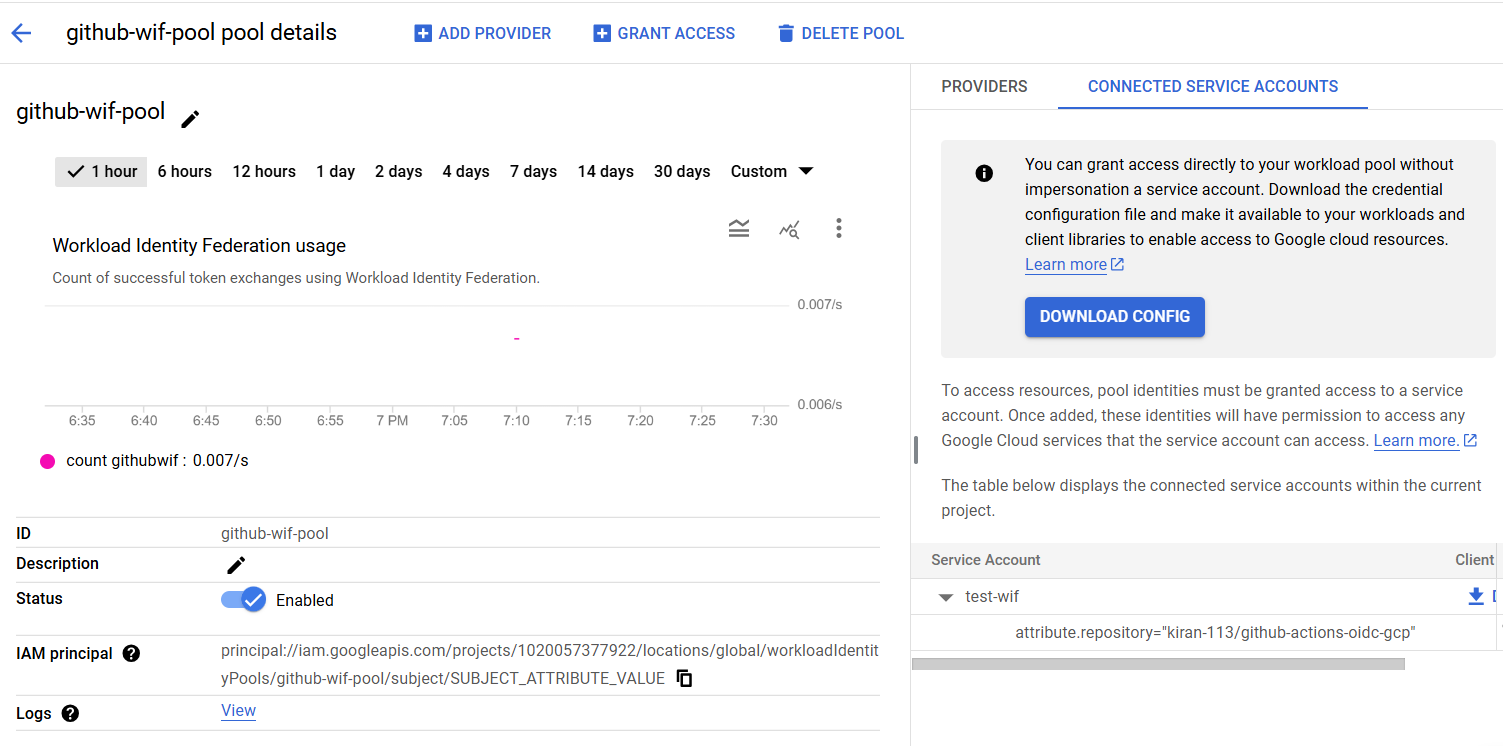 github-wif-pool pool details
ADD PROVIDER
GRANT ACCESS
DELETE POOL
github-wif-pool
1 hour 6 hours 12 hours 1 day 2 days 4 days 7 days 14 days 30 days Custom
Workload Identity Federation usage
Count of successful token exchanges using Workload Identity Federation.
0.007/s
0.006/s
6:35 6:40 6:45 6:50 6:55 7 PM 7:05 7:10 7:15 7:20 7:25 7:30
count githubwif : 0.007/s
ID github-wif-pool
Description
Status Enabled
IAM principal principal://iam.googleapis.com/projects/1020057377922/locations/global/workloadIdentit
yPools/github-wif-pool/subject/SUBJECT_ATTRIBUTE_VALUE
Logs View
PROVIDERS
CONNECTED SERVICE ACCOUNTS
You can grant access directly to your workload pool without
impersonation a service account. Download the credential
configuration file and make it available to your workloads and
client libraries to enable access to Google cloud resources.
Learn more
DOWNLOAD CONFIG
To access resources, pool identities must be granted access to a service
account. Once added, these identities will have permission to access any
Google Cloud services that the service account can access. Learn more.
The table below displays the connected service accounts within the current
project.
Service Account Client
test-wif
attribute.repository="kiran-113/github-actions-oidc-gcp"